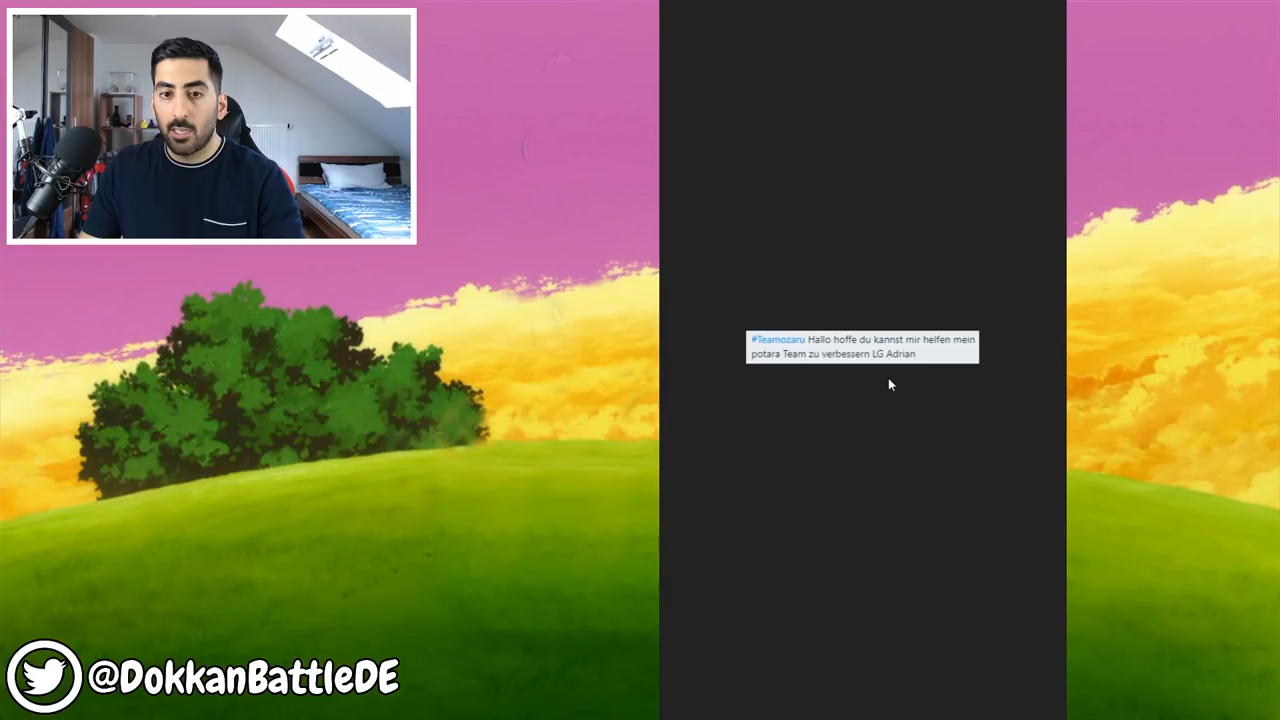 #Teamozaru Hallo hoffe du kannst mir helfen mein
potara Team zu verbessern LG Adrian
@DokkanBattleDE